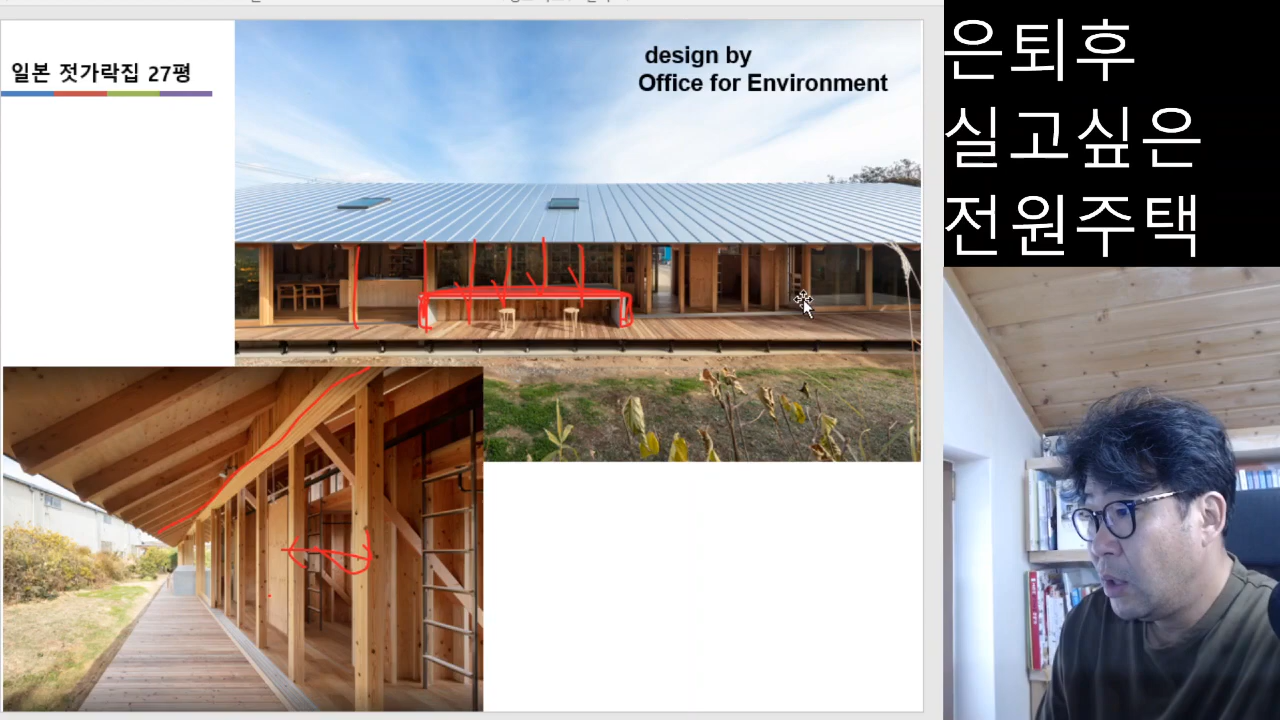 일본 젓가락집 27평
design by
Office for Environment
은퇴후
실고싶은
전원주택